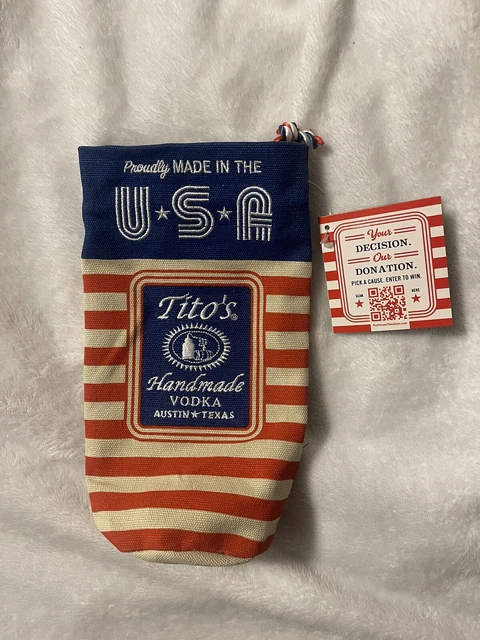 Proudly MADE IN THE
U★S★A
Tito's®
Handmade
VODKA
AUSTIN★TEXAS
Your
DECISION.
Our
DONATION.
PICK A CAUSE. ENTER TO WIN.
SCAN HERE